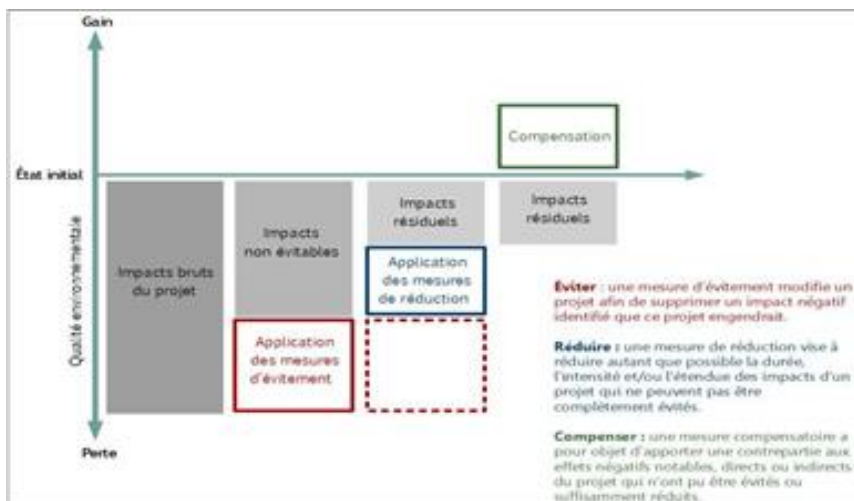 Gain
Compensation
État initial
Impacts bruts
du projet
Impacts
non évitables
Impacts
résiduels
Impacts
résiduels
Application
des mesures
de réduction
Application
des mesures
d'évitement
Qualité environnementale
Perte
Éviter : une mesure d'évitement modifie un
projet afin de supprimer un impact négatif
identifié que ce projet engendrait.
Réduire : une mesure de réduction vise à
réduire autant que possible la durée,
l'intensité et/ou l'étendue des impacts d'un
projet qui ne peuvent pas être
complètement évités.
Compenser : une mesure compensatoire a
pour objet d'apporter une contrepartie aux
effets négatifs notables, directs ou indirects
du projet qui n'ont pu être évités ou
suffisamment réduits.